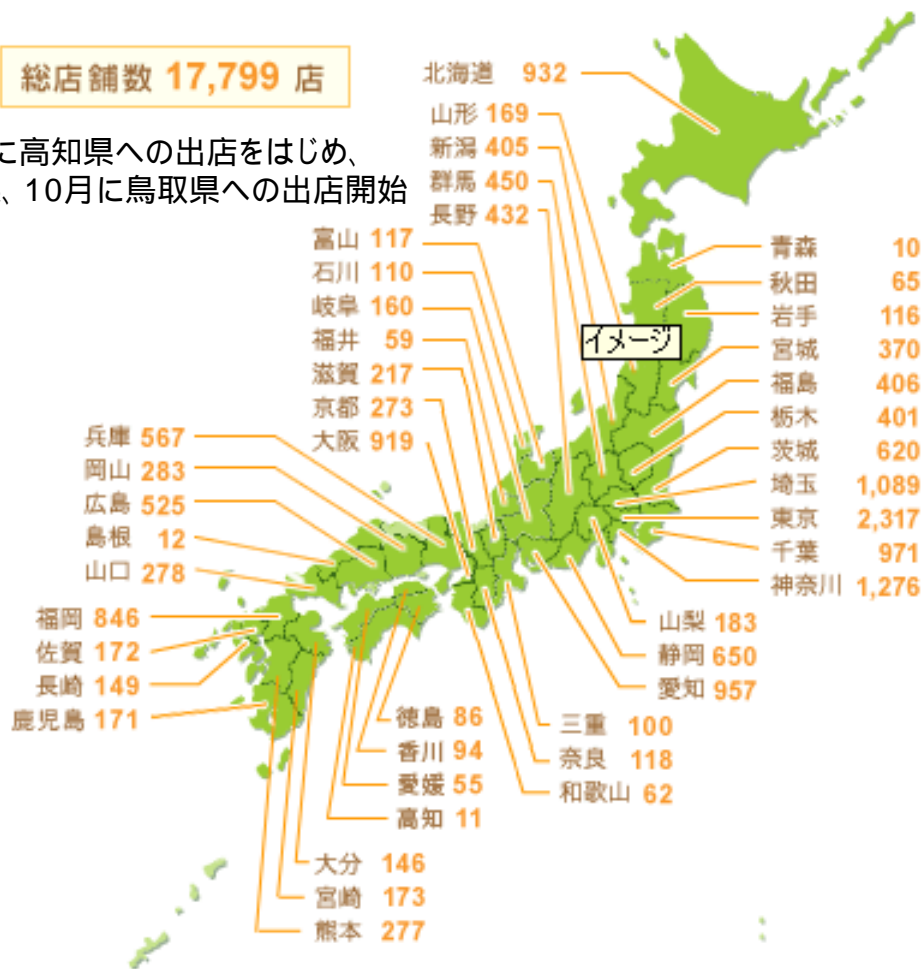 総店舗数 17,799 店
に高知県への出店をはじめ、
、10月に鳥取県への出店開始
北海道 932
山形 169
新潟 405
群馬 450
長野 432
富山 117
石川 110
岐阜 160
福井 59
滋賀 217
京都 273
大阪 919
兵庫 567
岡山 283
広島 525
島根 12
山口 278
福岡 846
佐賀 172
長崎 149
鹿児島 171
イメージ
青森 10
秋田 65
岩手 116
宮城 370
福島 406
栃木 401
茨城 620
埼玉 1,089
東京 2,317
千葉 971
神奈川 1,276
山梨 183
静岡 650
愛知 957
三重 100
奈良 118
和歌山 62
徳島 86
香川 94
愛媛 55
高知 11
大分 146
宮崎 173
熊本 277